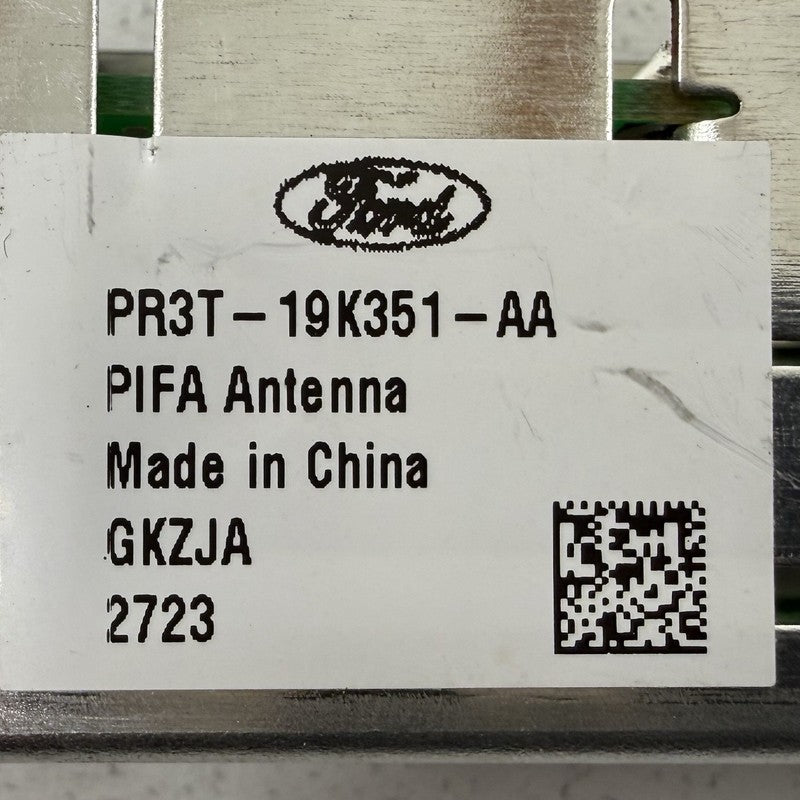 Ford
PR3T-19K351-AA
PIFA Antenna
Made in China
GKZJA
2723